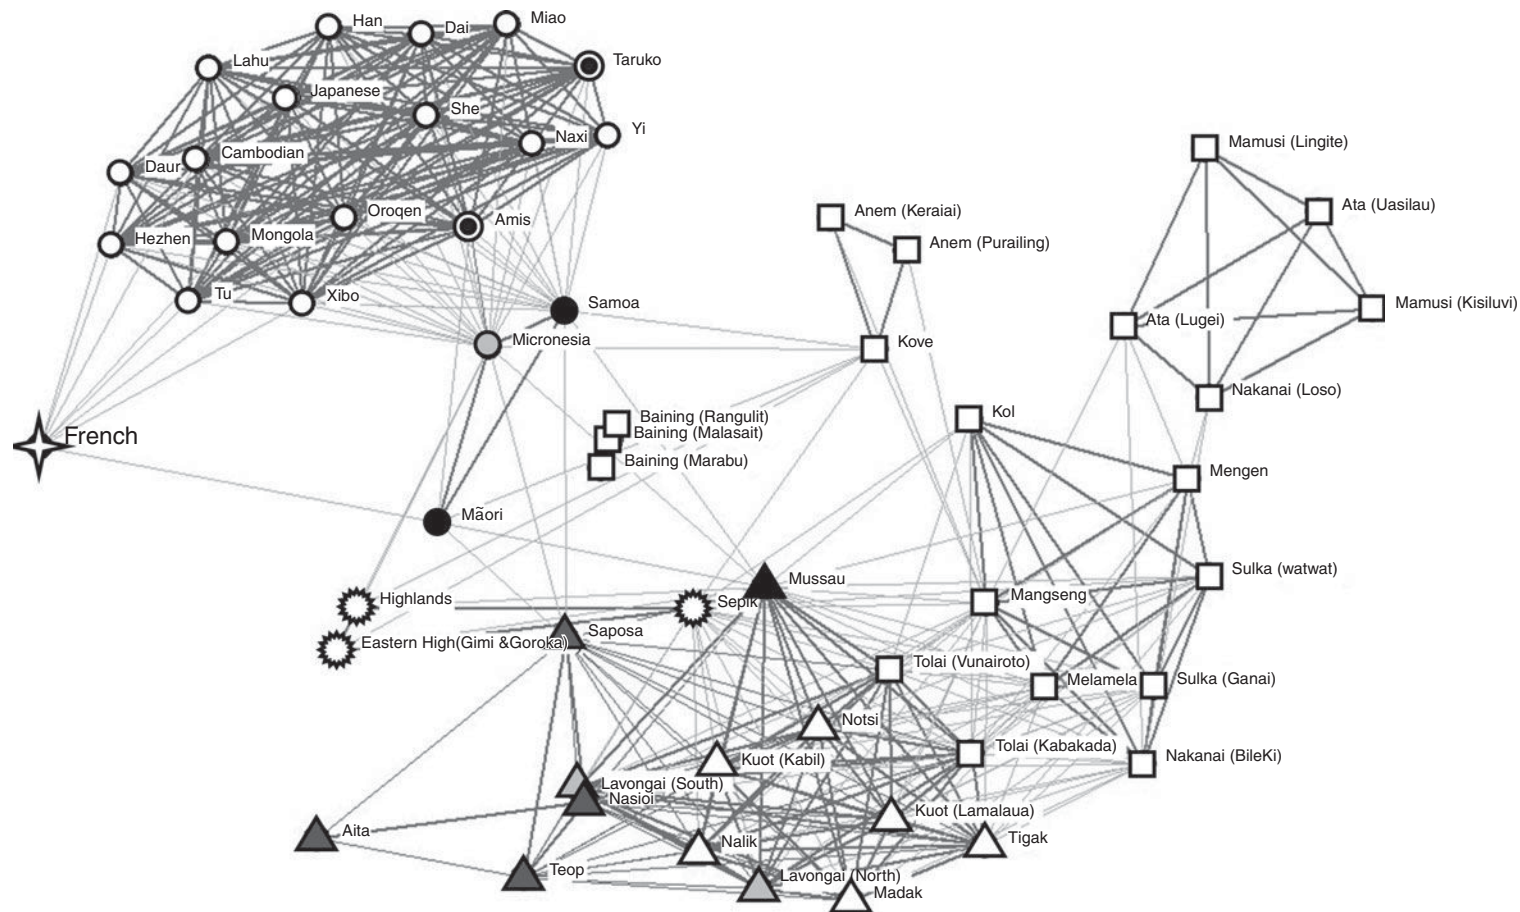 Han
Dai
Miao
Lahu
Taruko
Japanese
She
Yi
Naxi
Cambodian
Daur
Mamusi (Lingite)
Oroqen
Amis
Anem (Keraiai)
Ata (Uasilau)
Hezhen
Mongola
Anem (Purailing)
Tu
Xibo
Samoa
Mamusi (Kisiluvi)
Ata (Lugei)
Micronesia
Kove
Nakanai (Loso)
French
Baining (Rangulit)
Baining (Malasait)
Kol
Baining (Marabu)
Mengen
Mãori
Sulka (watwat)
Mussau
Highlands
Sepik
Mangseng
Saposa
Eastern High(Gimi &Goroka)
Tolai (Vunairoto)
Melamela
Sulka (Ganai)
Notsi
Tolai (Kabakada)
Kuot (Kabil)
Nakanai (BileKi)
Lavongai (South)
Nasioi
Kuot (Lamalaua)
Aita
Nalik
Tigak
Teop
Lavongai (North)
Madak